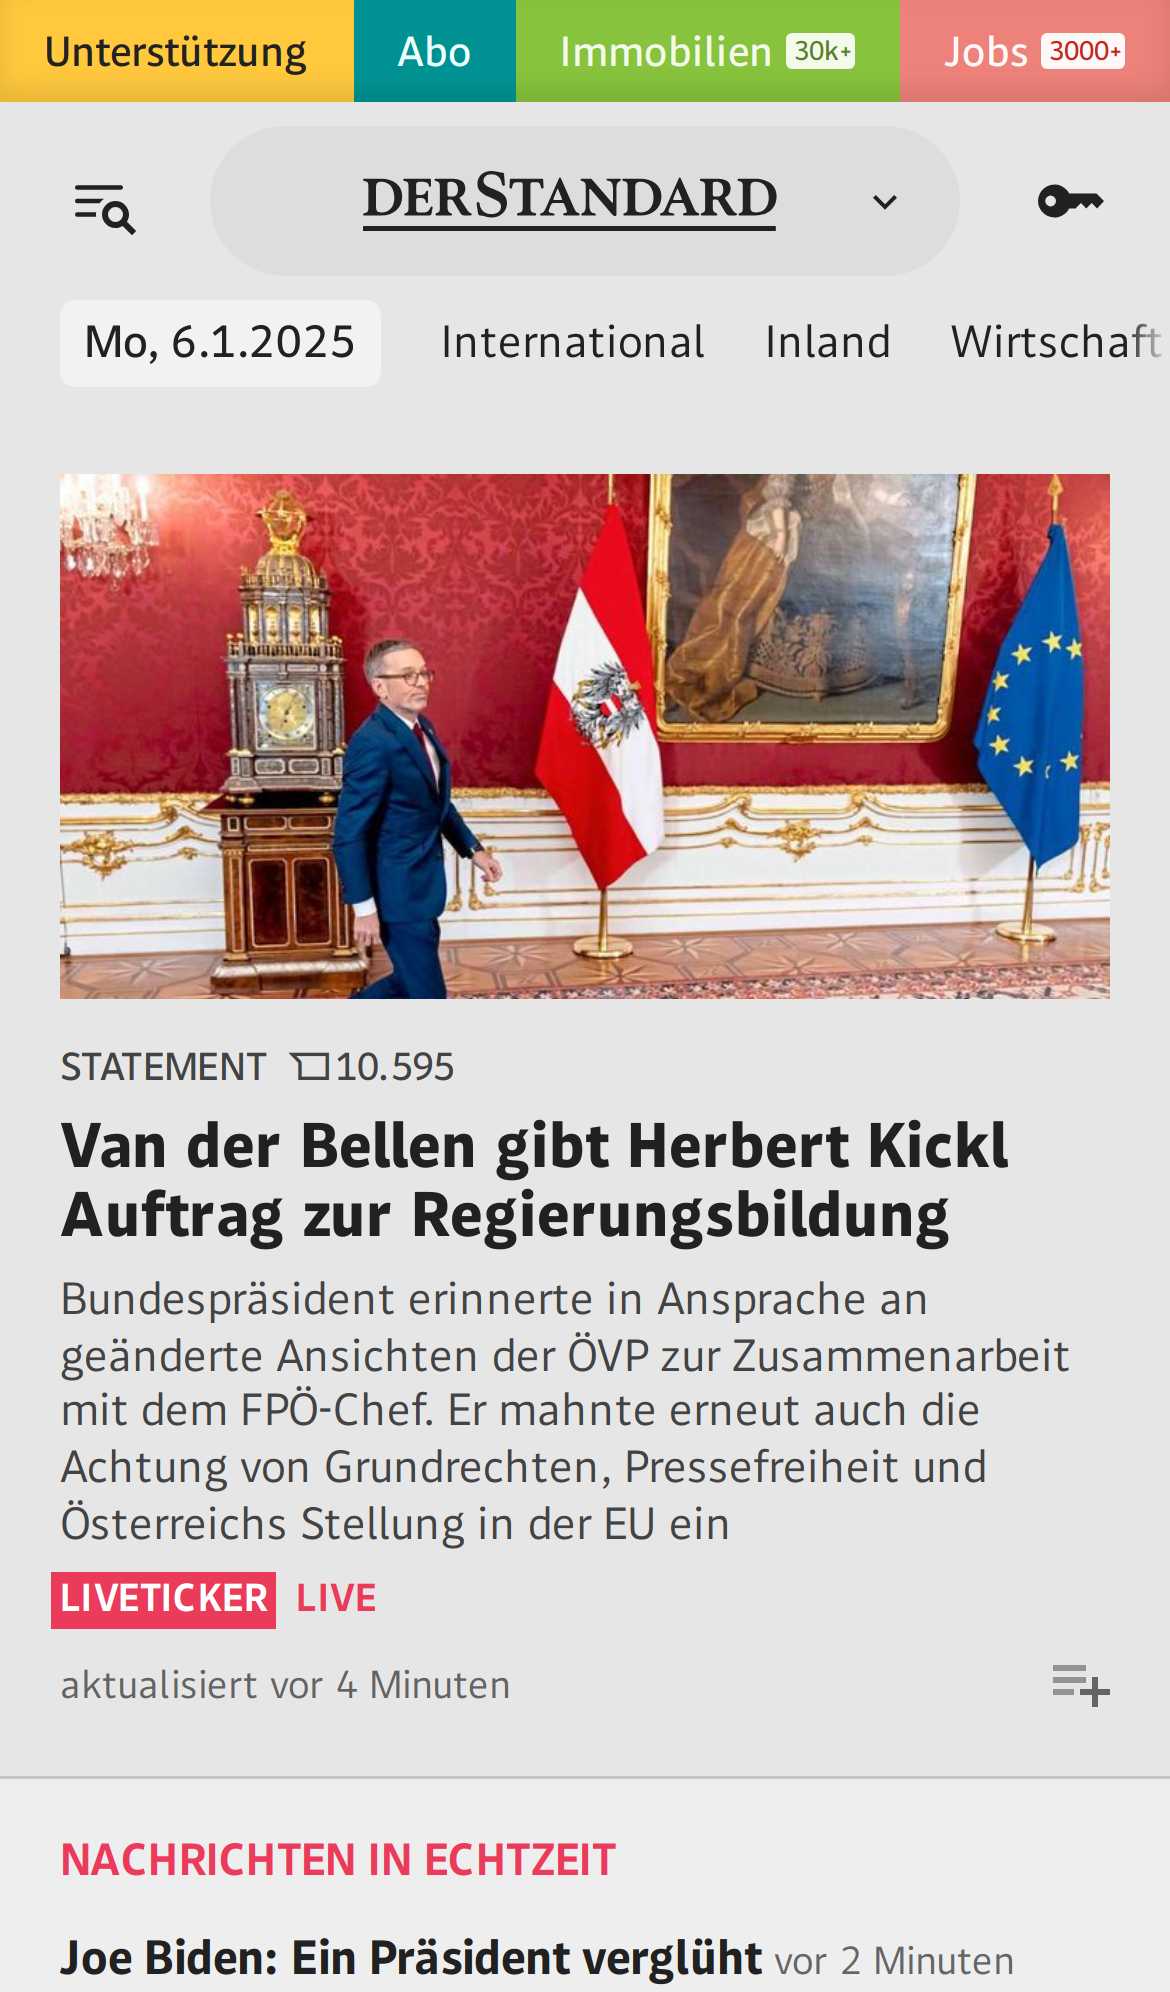 Unterstützung Abo Immobilien 30k+ Jobs 3000+
DERSTANDARD
Mo, 6.1.2025 International Inland Wirtschaft
STATEMENT 10.595
Van der Bellen gibt Herbert Kickl
Auftrag zur Regierungsbildung
Bundespräsident erinnerte in Ansprache an
geänderte Ansichten der ÖVP zur Zusammenarbeit
mit dem FPÖ-Chef. Er mahnte erneut auch die
Achtung von Grundrechten, Pressefreiheit und
Österreichs Stellung in der EU ein
LIVETICKER LIVE
aktualisiert vor 4 Minuten
NACHRICHTEN IN ECHTZEIT
Joe Biden: Ein Präsident verglüht vor 2 Minuten